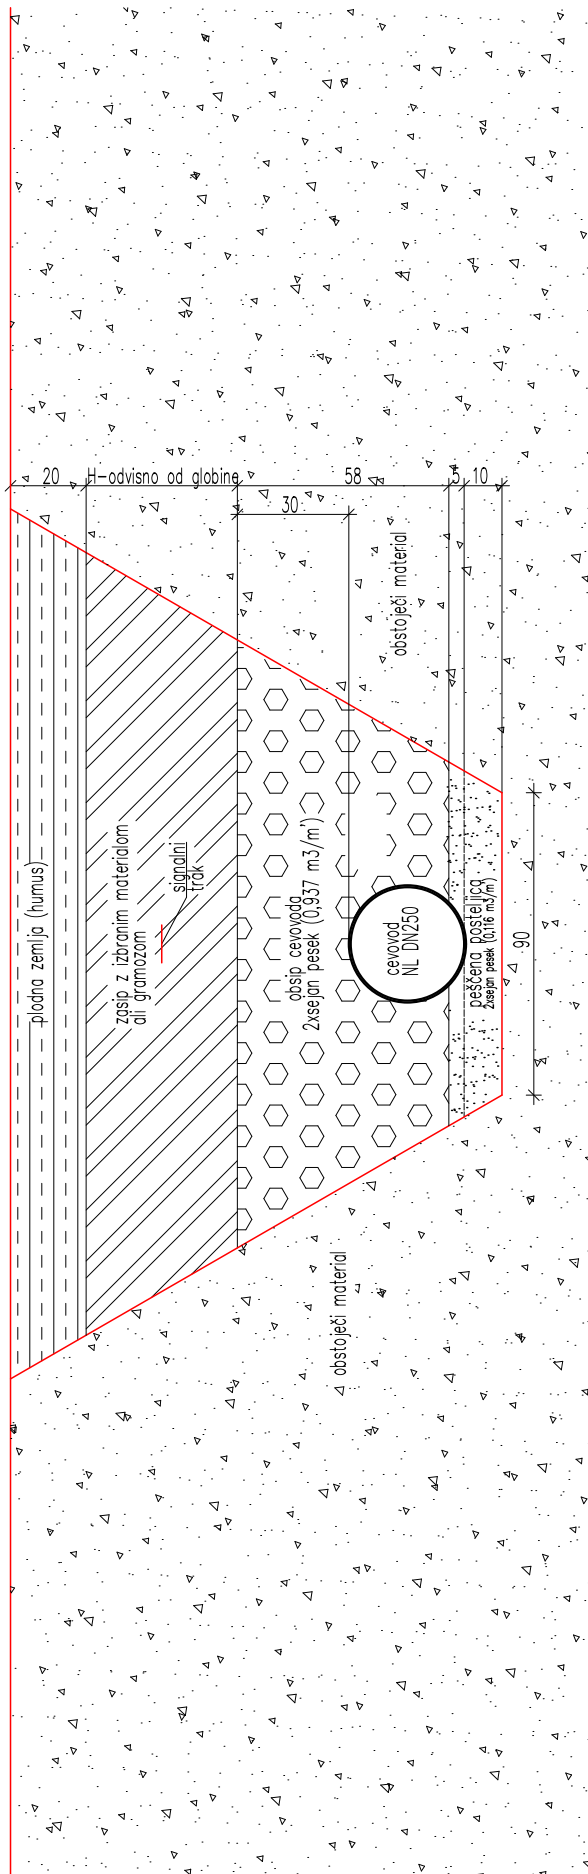 20
H-odvisno od globine
58
5
10
30
obstoječi material
plodna zemlja (humus)
zasip z izbranim materialom
ali gramozom
signalni
trak
obsip cevovoda
2xsejan pesek (0,937 m3/m')
cevovod
NL DN250
peščena posteljica
2xsejan pesek (0,116 m3/m')
90
obstoječi material